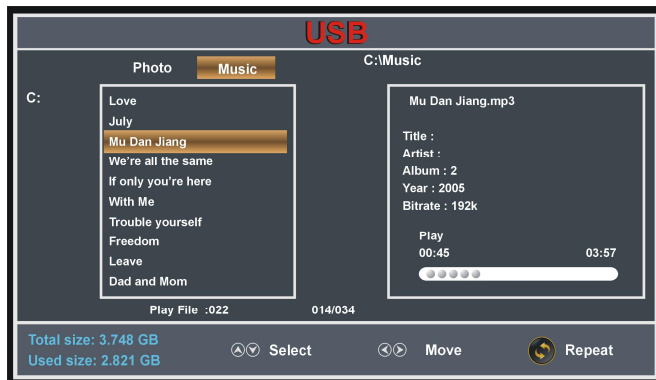 USB
Photo
Music
C:\Music
C:
Love
July
Mu Dan Jiang
We're all the same
If only you're here
With Me
Trouble yourself
Freedom
Leave
Dad and Mom
Mu Dan Jiang.mp3
Title :
Artist :
Album : 2
Year : 2005
Bitrate : 192k
Play
00:45 03:57
Play File :022 014/034
Total size: 3.748 GB
Used size: 2.821 GB
Select
Move
Repeat